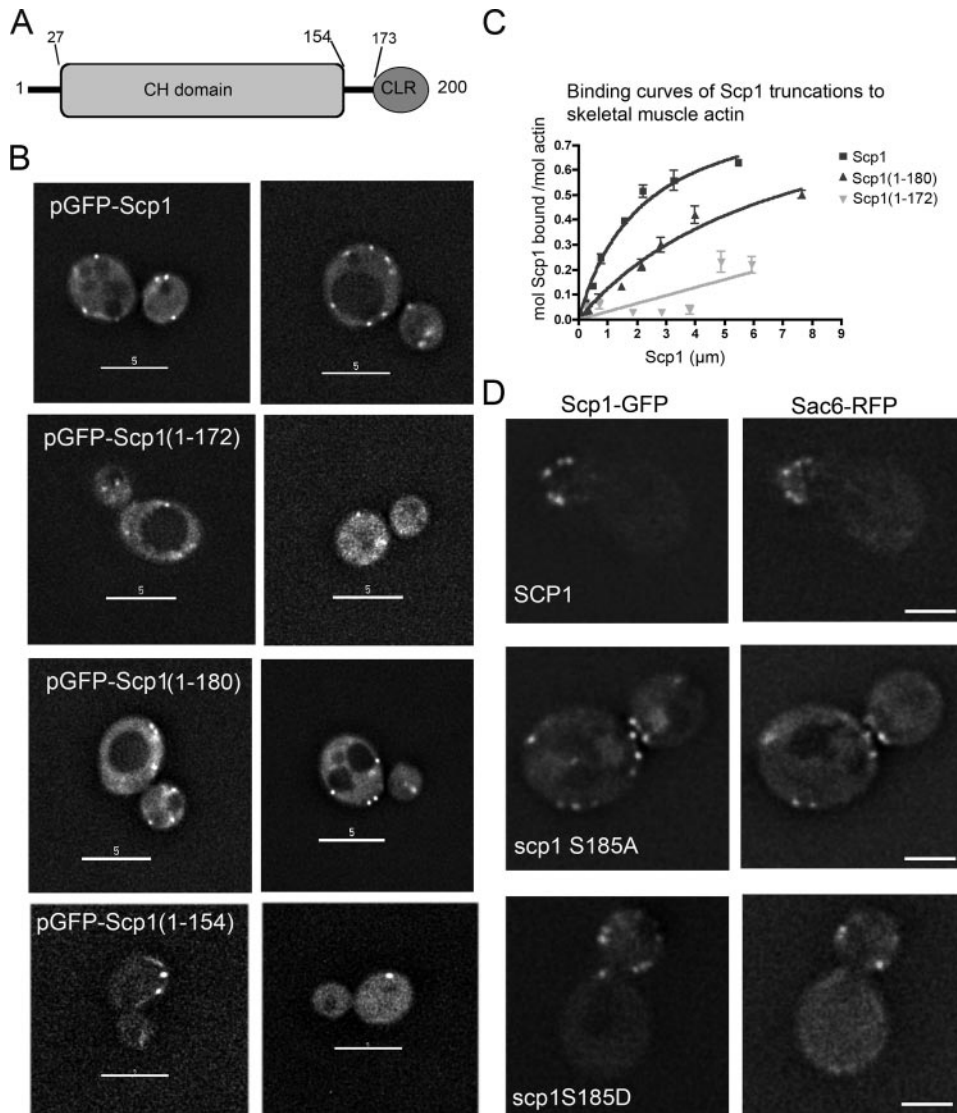 A
27
154
173
1
CH domain
CLR
200
B
pGFP-Scp1
5
5
pGFP-Scp1(1-172)
5
5
pGFP-Scp1(1-180)
5
5
pGFP-Scp1(1-154)
C
Binding curves of Scp1 truncations to
skeletal muscle actin
mol Scp1 bound /mol actin
0.7
0.6
0.5
0.4
0.3
0.2
0.1
0.0
0 1 2 3 4 5 6 7 8 9
Scp1 (µm)
Scp1
Scp1(1-180)
Scp1(1-172)
D
Scp1-GFP
Sac6-RFP
SCP1
scp1 S185A
scp1S185D